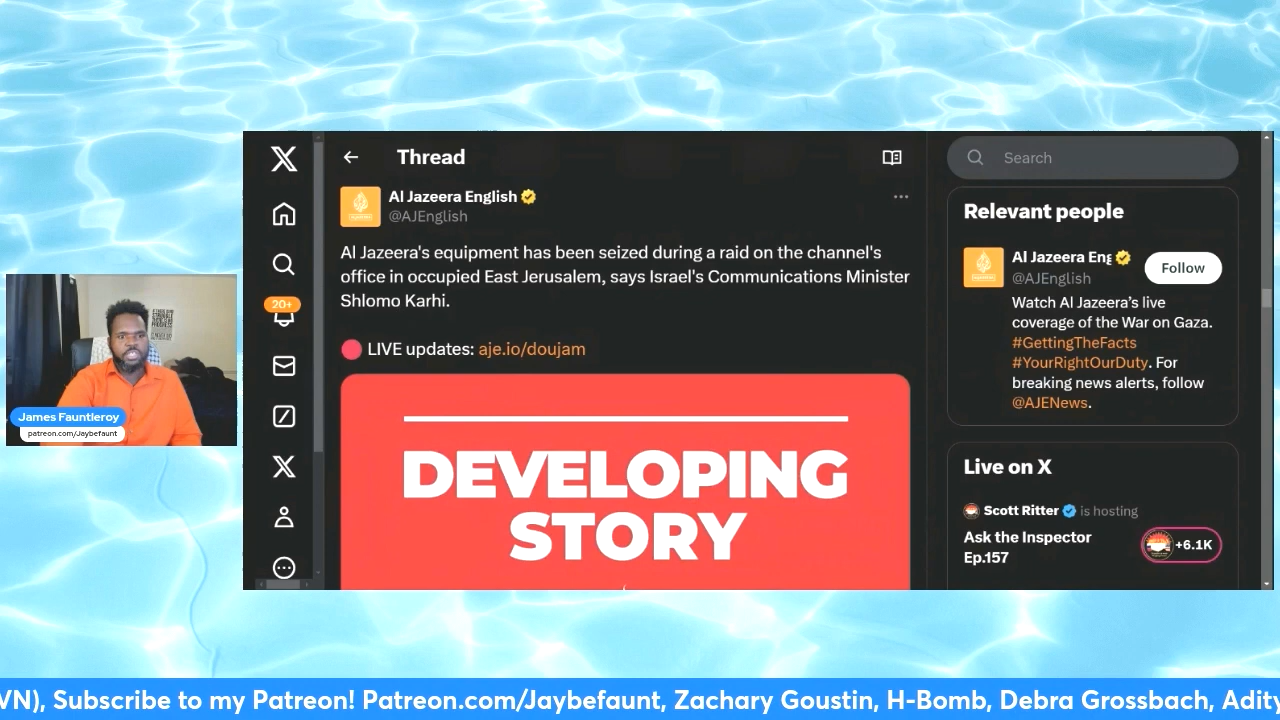 Thread
Search
Al Jazeera English
@AJEnglish
Al Jazeera's equipment has been seized during a raid on the channel's
office in occupied East Jerusalem, says Israel's Communications Minister
Shlomo Karhi.
LIVE updates: aje.io/doujam
DEVELOPING
STORY
20+
Relevant people
Al Jazeera Eng
@AJEnglish
Follow
Watch Al Jazeera's live
coverage of the War on Gaza.
#GettingTheFacts
#YourRightOurDuty. For
breaking news alerts, follow
@AJENews.
Live on X
Scott Ritter is hosting
Ask the Inspector
Ep.157
+6.1K
James Fauntleroy
patreon.com/Jaybefaunt
VN), Subscribe to my Patreon! Patreon.com/Jaybefaunt, Zachary Goustin, H-Bomb, Debra Grossbach, Adity